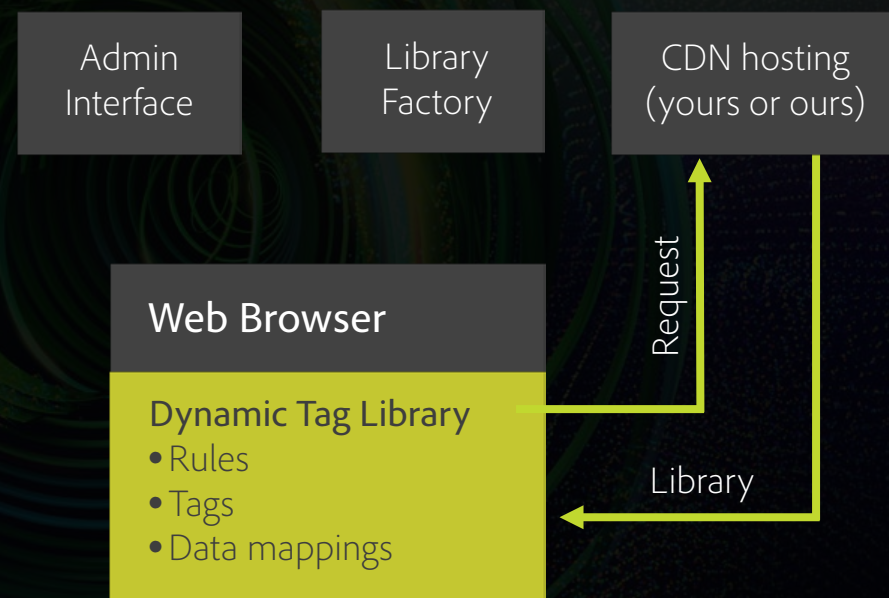 Admin
Interface
Library
Factory
CDN hosting
(yours or ours)
Request
Web Browser
Dynamic Tag Library
• Rules
• Tags
• Data mappings
Library